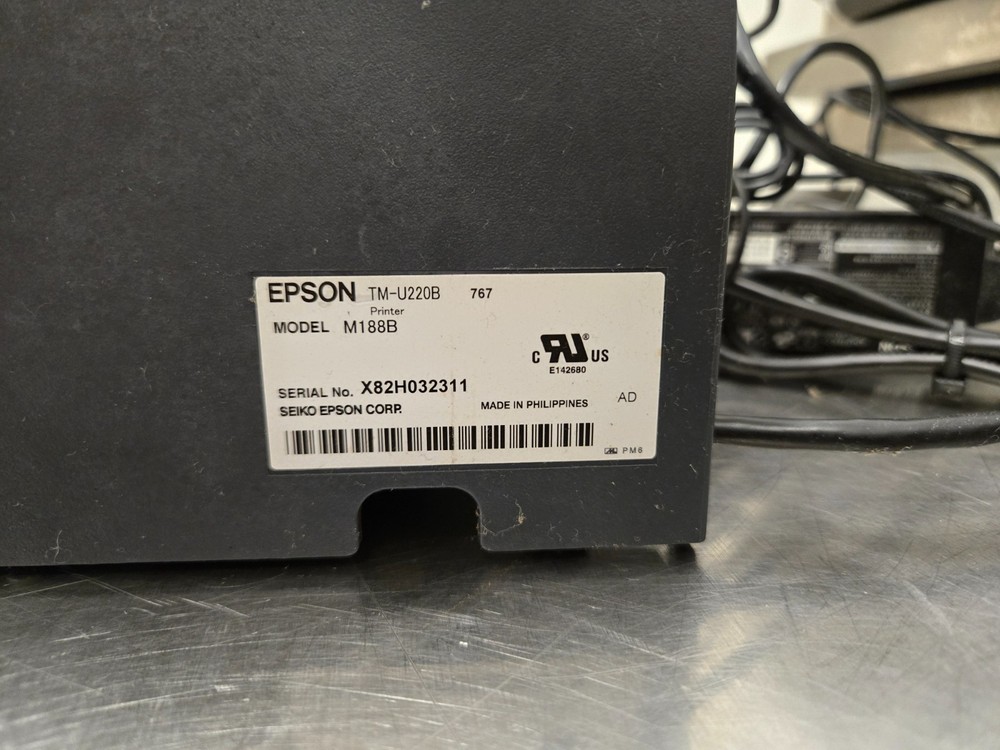 EPSON TM-U220B 767
Printer
MODEL M188B
C RU® US
E142680
SERIAL No. X82H032311
SEIKO EPSON CORP. MADE IN PHILIPPINES AD
PM6